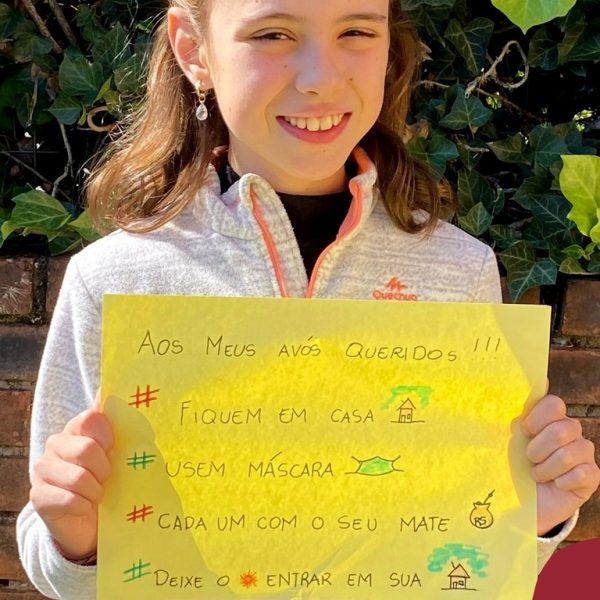 Quechua
AOS MEUS AVÓS QUERIDOS !!!
# FIQUEM EM CASA
# USEM MÁSCARA
# CADA UM COM O SEU MATE RS
# DEIXE O ENTRAR EM SUA